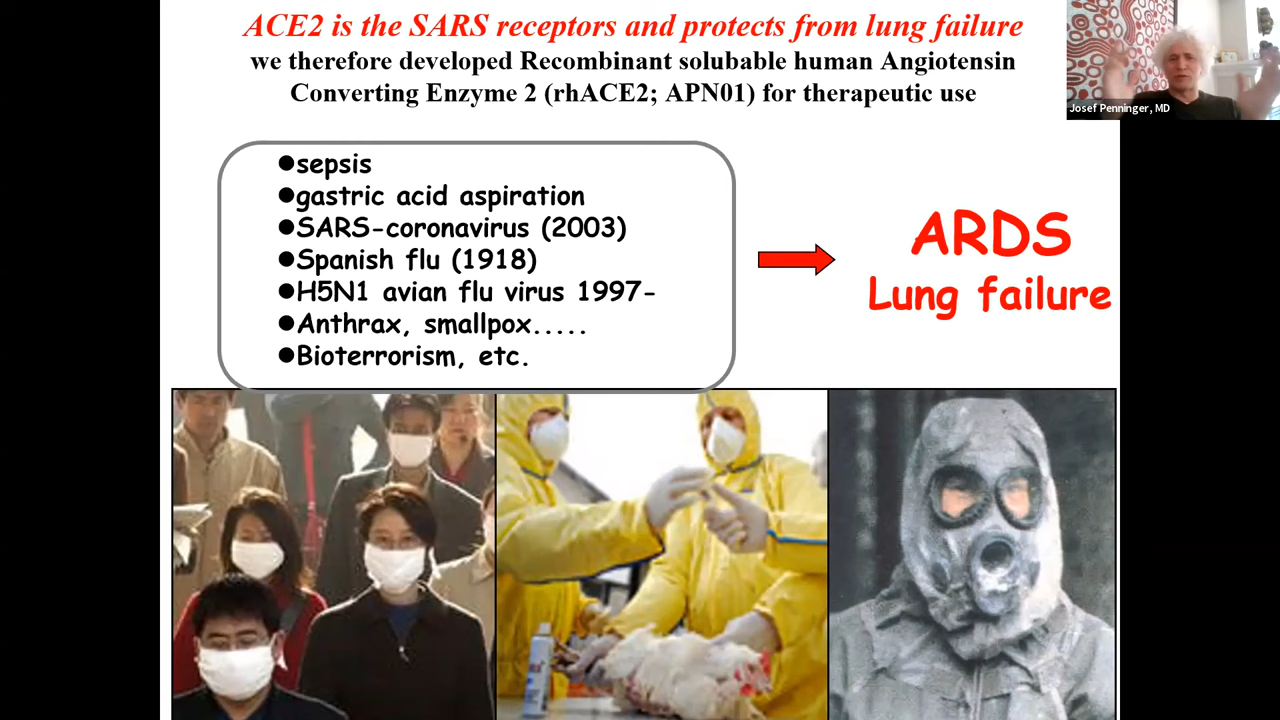 ACE2 is the SARS receptors and protects from lung failure
we therefore developed Recombinant solubable human Angiotensin
Converting Enzyme 2 (rhACE2; APN01) for therapeutic use
Josef Penninger, MD
●sepsis
●gastric acid aspiration
●SARS-coronavirus (2003)
●Spanish flu (1918)
●H5N1 avian flu virus 1997-
●Anthrax, smallpox.....
●Bioterrorism, etc.
ARDS
Lung failure